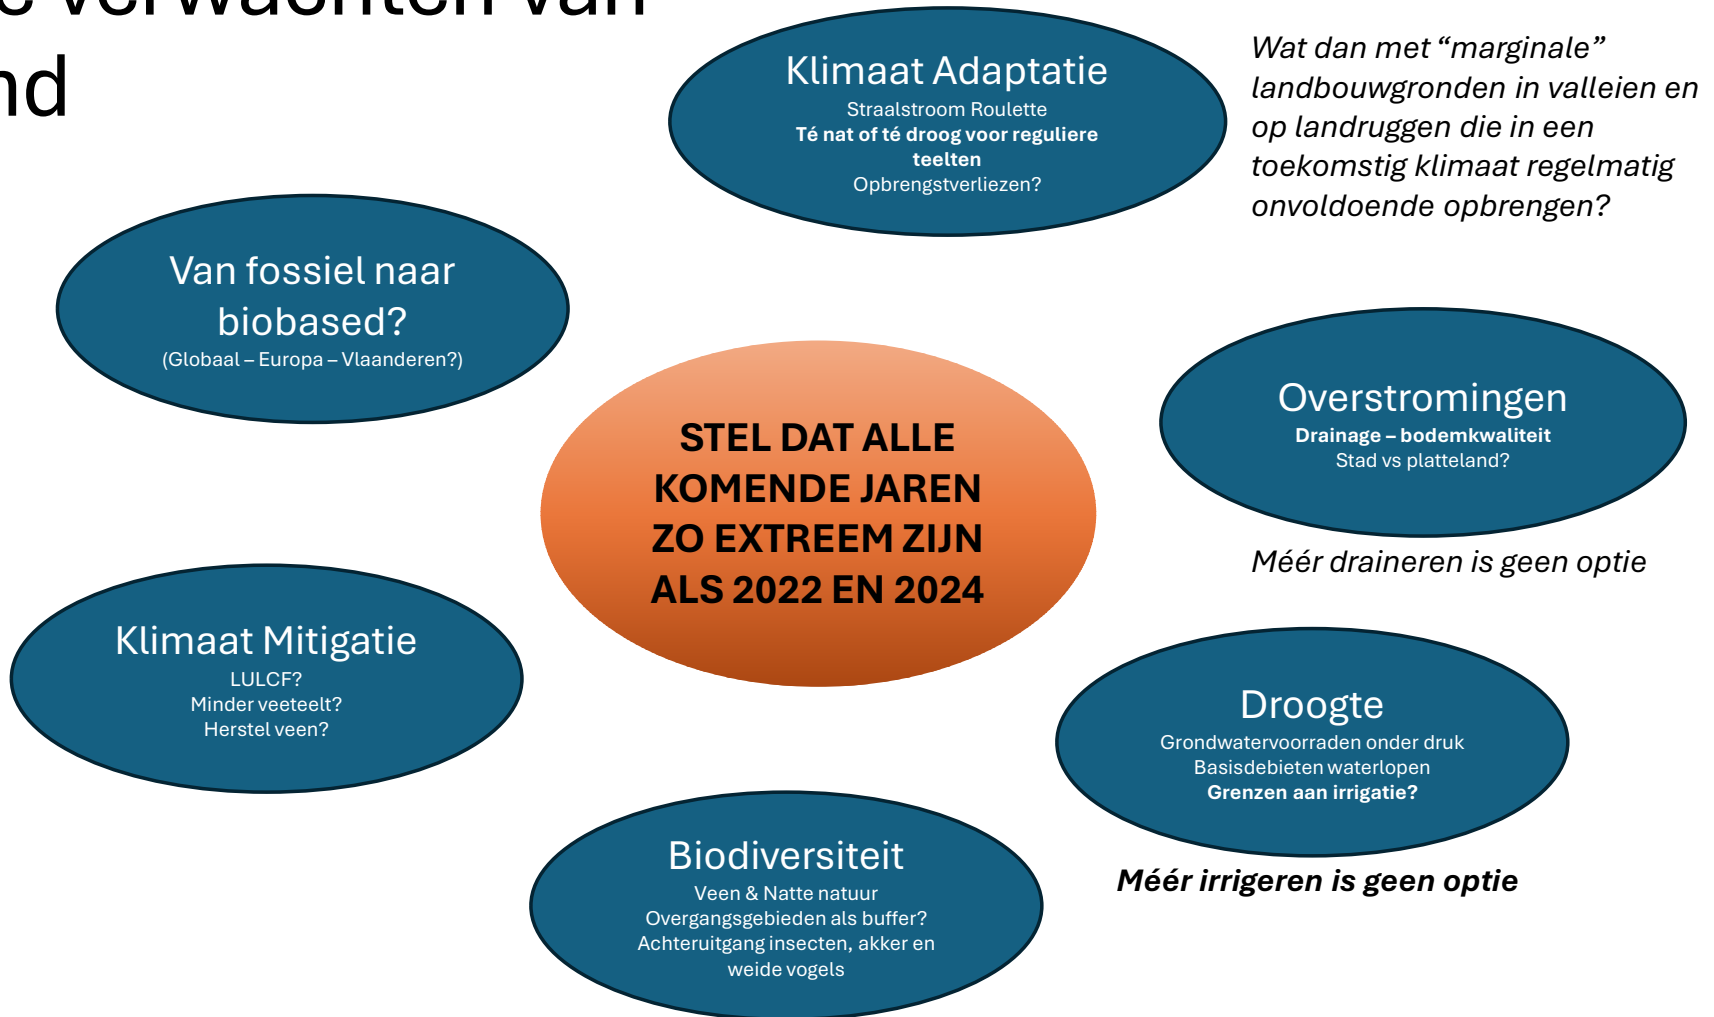 verwachten van
nd
Klimaat Adaptatie
Straalstroom Roulette
Té nat of té droog voor reguliere
teelten
Opbrengstverliezen?
Wat dan met “marginale”
landbouwgronden in valleien en
op landruggen die in een
toekomstig klimaat regelmatig
onvoldoende opbrengen?
Van fossiel naar
biobased?
(Globaal – Europa – Vlaanderen?)
Overstromingen
Drainage – bodemkwaliteit
Stad vs platteland?
Méér draineren is geen optie
STEL DAT ALLE
KOMENDE JAREN
ZO EXTREEM ZIJN
ALS 2022 EN 2024
Klimaat Mitigatie
LULCF?
Minder veeteelt?
Herstel veen?
Droogte
Grondwatervoorraden onder druk
Basisdebieten waterlopen
Grenzen aan irrigatie?
Méér irrigeren is geen optie
Biodiversiteit
Veen & Natte natuur
Overgangsgebieden als buffer?
Achteruitgang insecten, akker en
weide vogels